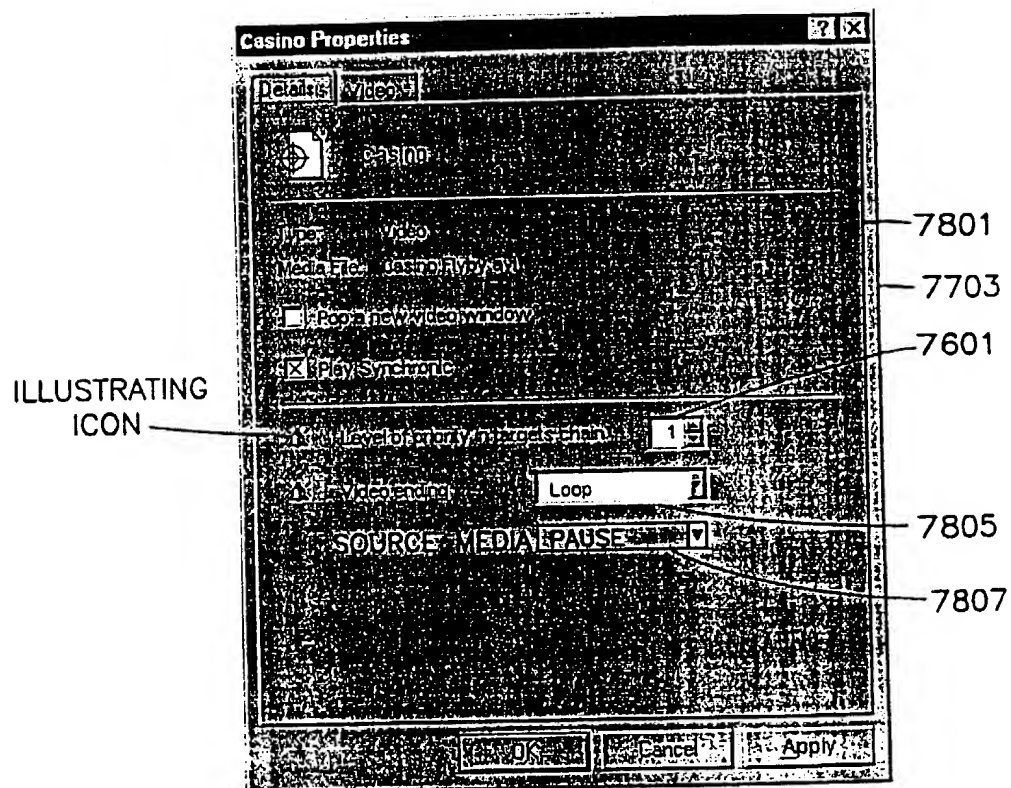 Casino Properties
Details Video
Casino
Type: Video
Media File: Casino Flyby.avi
Pop a new video window
Play Synchronic
Level of priority in targets chain 1
Video ending Loop
SOURCE MEDIA PAUSE
OK Cancel Apply
ILLUSTRATING
ICON
7801
7703
7601
7805
7807